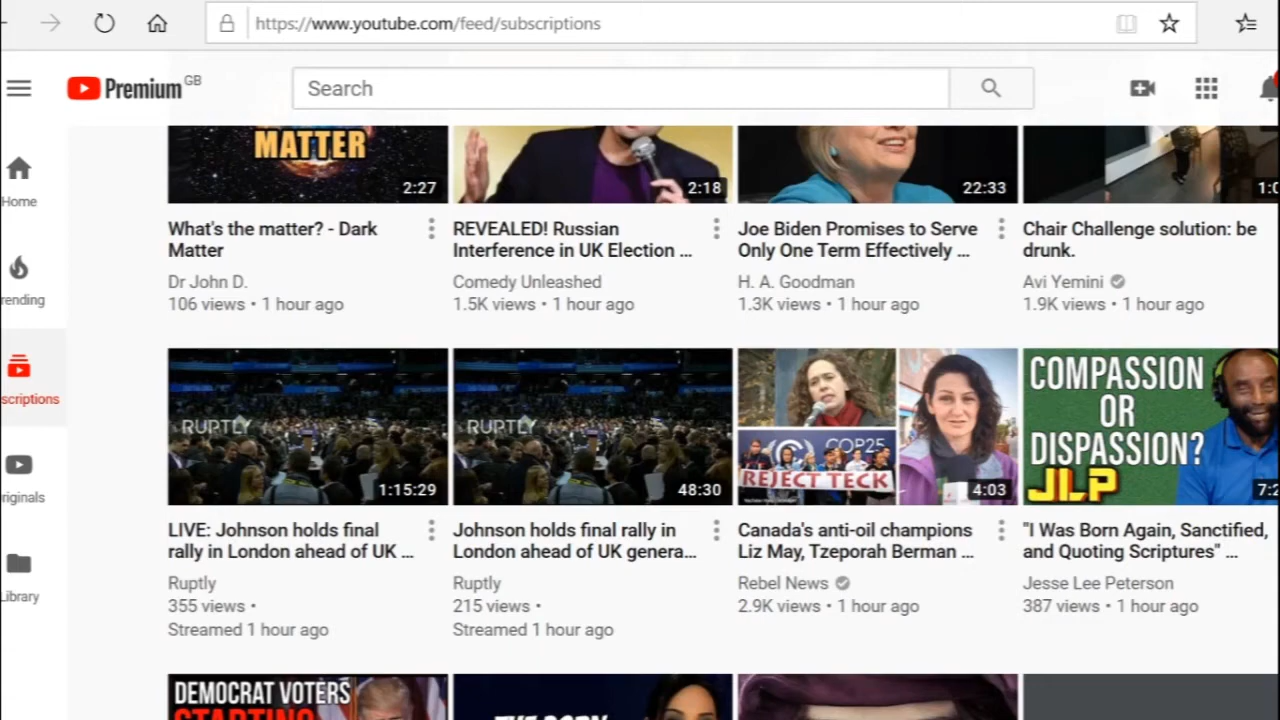 https://www.youtube.com/feed/subscriptions
Premium GB
Search
Home
rending
scriptions
riginals
Library
MATTER
2:27
2:18
22:33
What's the matter? - Dark
Matter
Dr John D.
106 views • 1 hour ago
REVEALED! Russian
Interference in UK Election ...
Comedy Unleashed
1.5K views • 1 hour ago
Joe Biden Promises to Serve
Only One Term Effectively ...
H. A. Goodman
1.3K views • 1 hour ago
Chair Challenge solution: be
drunk.
Avi Yemini
1.9K views • 1 hour ago
RUPTLY
1:15:29
RUPTLY
48:30
COP25
REJECT TECK
4:03
COMPASSION
OR
DISPASSION?
JLP
LIVE: Johnson holds final
rally in London ahead of UK ...
Ruptly
355 views •
Streamed 1 hour ago
Johnson holds final rally in
London ahead of UK genera...
Ruptly
215 views •
Streamed 1 hour ago
Canada's anti-oil champions
Liz May, Tzeporah Berman ...
Rebel News
2.9K views • 1 hour ago
"I Was Born Again, Sanctified,
and Quoting Scriptures" ...
Jesse Lee Peterson
387 views • 1 hour ago
DEMOCRAT VOTERS
STARTING